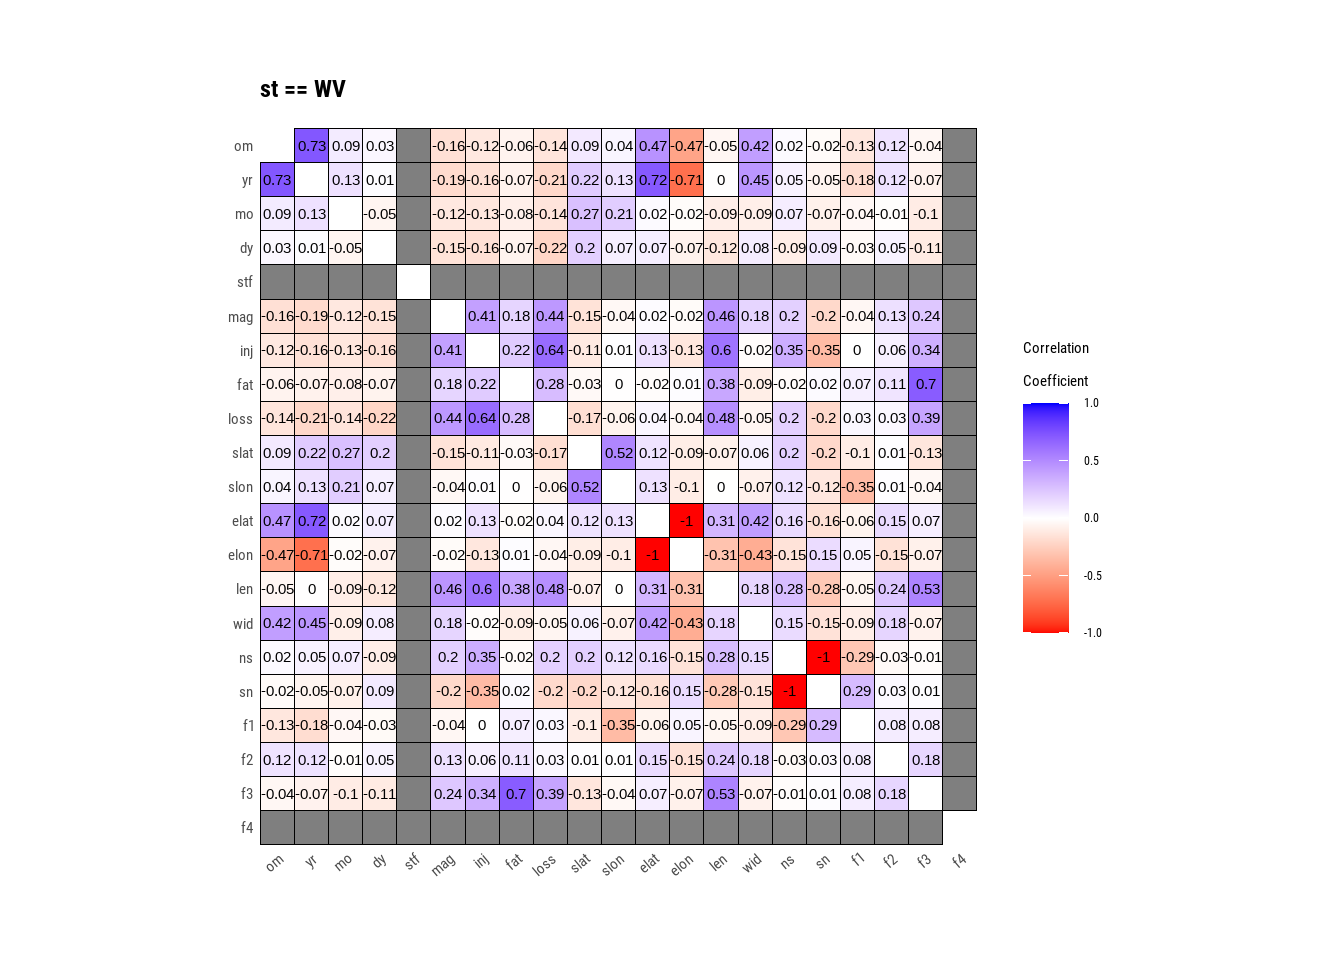 st == WV
om 0.73 0.09 0.03 -0.16 -0.12 -0.06 -0.14 0.09 0.04 0.47 -0.47 -0.05 0.42 0.02 -0.02 -0.13 0.12 -0.04
yr 0.73 0.13 0.01 -0.19 -0.16 -0.07 -0.21 0.22 0.13 0.72 -0.71 0 0.45 0.05 -0.05 -0.18 0.12 -0.07
mo 0.09 0.13 -0.05 -0.12 -0.13 -0.08 -0.14 0.27 0.21 0.02 -0.02 -0.09 -0.09 0.07 -0.07 -0.04 -0.01 -0.1
dy 0.03 0.01 -0.05 -0.15 -0.16 -0.07 -0.22 0.2 0.07 0.07 -0.07 -0.12 0.08 -0.09 0.09 -0.03 0.05 -0.11
stf
mag -0.16 -0.19 -0.12 -0.15 0.41 0.18 0.44 -0.15 -0.04 0.02 -0.02 0.46 0.18 0.2 -0.2 -0.04 0.13 0.24
inj -0.12 -0.16 -0.13 -0.16 0.41 0.22 0.64 -0.11 0.01 0.13 -0.13 0.6 -0.02 0.35 -0.35 0 0.06 0.34
Correlation
Coefficient
fat -0.06 -0.07 -0.08 -0.07 0.18 0.22 0.28 -0.03 0 -0.02 0.01 0.38 -0.09 -0.02 0.02 0.07 0.11 0.7
1.0
loss -0.14 -0.21 -0.14 -0.22 0.44 0.64 0.28 -0.17 -0.06 0.04 -0.04 0.48 -0.05 0.2 -0.2 0.03 0.03 0.39
slat 0.09 0.22 0.27 0.2 -0.15 -0.11 -0.03 -0.17 0.52 0.12 -0.09 -0.07 0.06 0.2 -0.2 -0.1 0.01 -0.13
0.5
slon 0.04 0.13 0.21 0.07 -0.04 0.01 0 -0.06 0.52 0.13 -0.1 0 -0.07 0.12 -0.12 -0.35 0.01 -0.04
elat 0.47 0.72 0.02 0.07 0.02 0.13 -0.02 0.04 0.12 0.13 -1 0.31 0.42 0.16 -0.16 -0.06 0.15 0.07
0.0
elon -0.47 -0.71 -0.02 -0.07 -0.02 -0.13 0.01 -0.04 -0.09 -0.1 -1 -0.31 -0.43 -0.15 0.15 0.05 -0.15 -0.07
-0.5
len -0.05 0 -0.09 -0.12 0.46 0.6 0.38 0.48 -0.07 0 0.31 -0.31 0.18 0.28 -0.28 -0.05 0.24 0.53
wid 0.42 0.45 -0.09 0.08 0.18 -0.02 -0.09 -0.05 0.06 -0.07 0.42 -0.43 0.18 0.15 -0.15 -0.09 0.18 -0.07
-1.0
ns 0.02 0.05 0.07 -0.09 0.2 0.35 -0.02 0.2 0.2 0.12 0.16 -0.15 0.28 0.15 -1 -0.29 -0.03 -0.01
sn -0.02 -0.05 -0.07 0.09 -0.2 -0.35 0.02 -0.2 -0.2 -0.12 -0.16 0.15 -0.28 -0.15 -1 0.29 0.03 0.01
f1 -0.13 -0.18 -0.04 -0.03 -0.04 0 0.07 0.03 -0.1 -0.35 -0.06 0.05 -0.05 -0.09 -0.29 0.29 0.08 0.08
f2 0.12 0.12 -0.01 0.05 0.13 0.06 0.11 0.03 0.01 0.01 0.15 -0.15 0.24 0.18 -0.03 0.03 0.08 0.18
f3 -0.04 -0.07 -0.1 -0.11 0.24 0.34 0.7 0.39 -0.13 -0.04 0.07 -0.07 0.53 -0.07 -0.01 0.01 0.08 0.18
f4
om yr mo dy stf mag inj fat loss slat slon elat elon len wid ns sn f1 f2 f3 f4